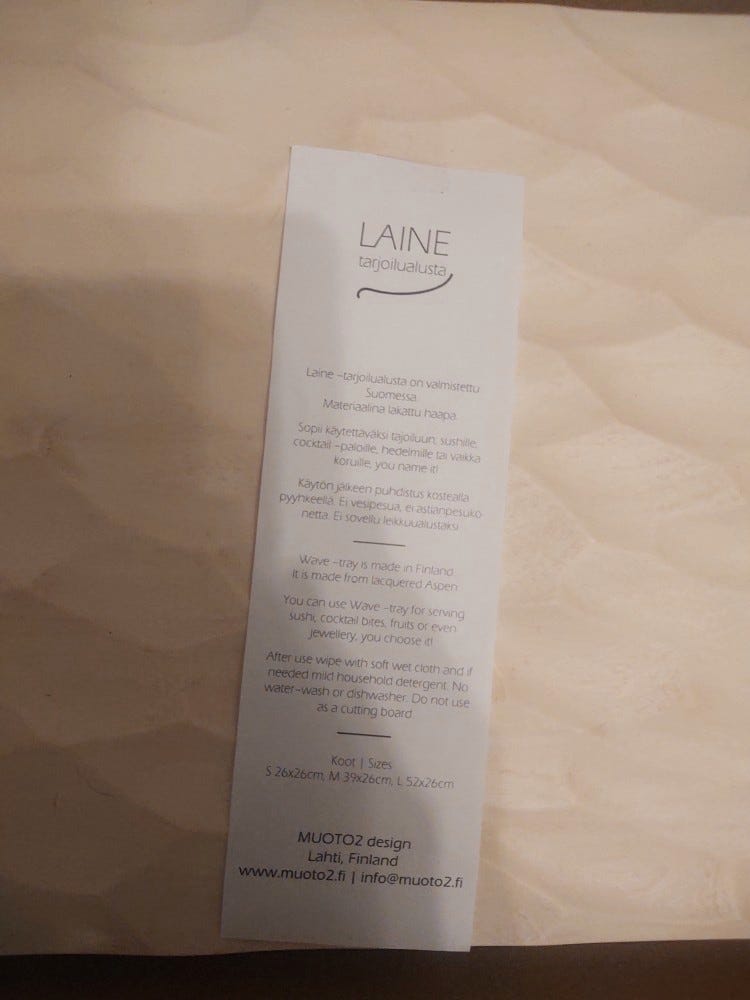 LAINE
tarjoilualusta
Laine –tarjoilualusta on valmistettu
Suomessa.
Materiaalina lakattu haapa.
Sopii käytettäväksi tajoiluun, sushille,
cocktail –paloille, hedelmille tai vaikka
koruille, you name it!
Käytön jälkeen puhdistus kostealla
pyyhkeellä. Ei vesipesua, ei astianpesuko-
netta. Ei sovellu leikkuualustaksi.
Wave –tray is made in Finland.
It is made from lacquered Aspen.
You can use Wave –tray for serving
sushi, cocktail bites, fruits or even
jewellery, you choose it!
After use wipe with soft wet cloth and if
needed mild household detergent. No
water-wash or dishwasher. Do not use
as a cutting board.
Koot | Sizes
S 26x26cm, M 39x26cm, L 52x26cm
MUOTO2 design
Lahti, Finland
www.muoto2.fi | info@muoto2.fi